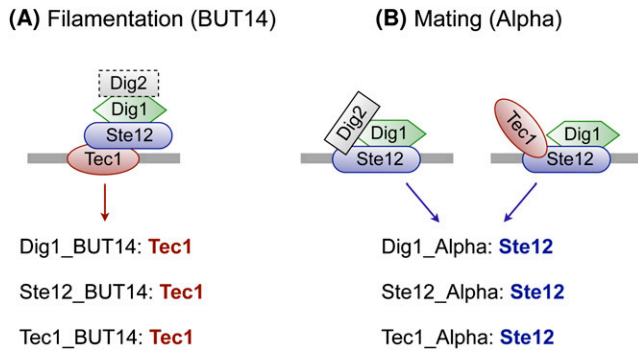 (A) Filamentation (BUT14)
Dig2
Dig1
Ste12
Tec1
Dig1_BUT14: Tec1
Ste12_BUT14: Tec1
Tec1_BUT14: Tec1
(B) Mating (Alpha)
Dig2
Dig1
Ste12
Tec1
Dig1
Ste12
Dig1_Alpha: Ste12
Ste12_Alpha: Ste12
Tec1_Alpha: Ste12